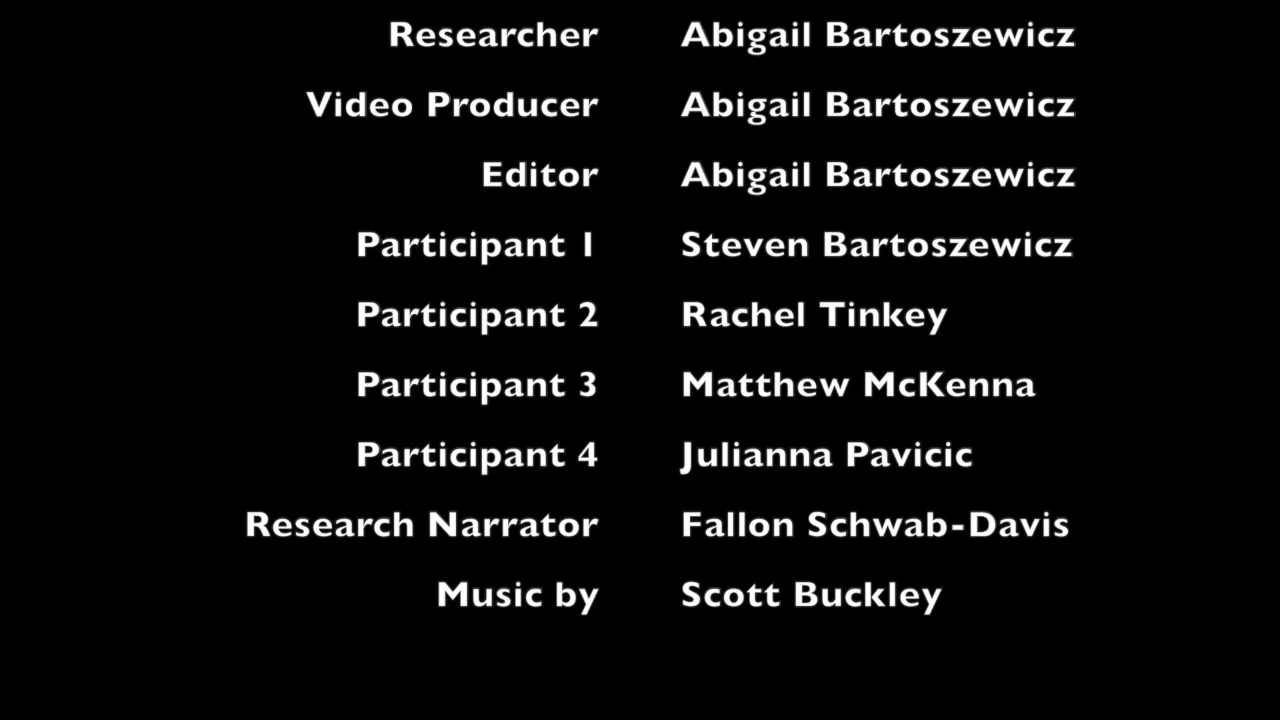 Researcher Abigail Bartoszewicz
Video Producer Abigail Bartoszewicz
Editor Abigail Bartoszewicz
Participant 1 Steven Bartoszewicz
Participant 2 Rachel Tinkey
Participant 3 Matthew McKenna
Participant 4 Julianna Pavicic
Research Narrator Fallon Schwab-Davis
Music by Scott Buckley